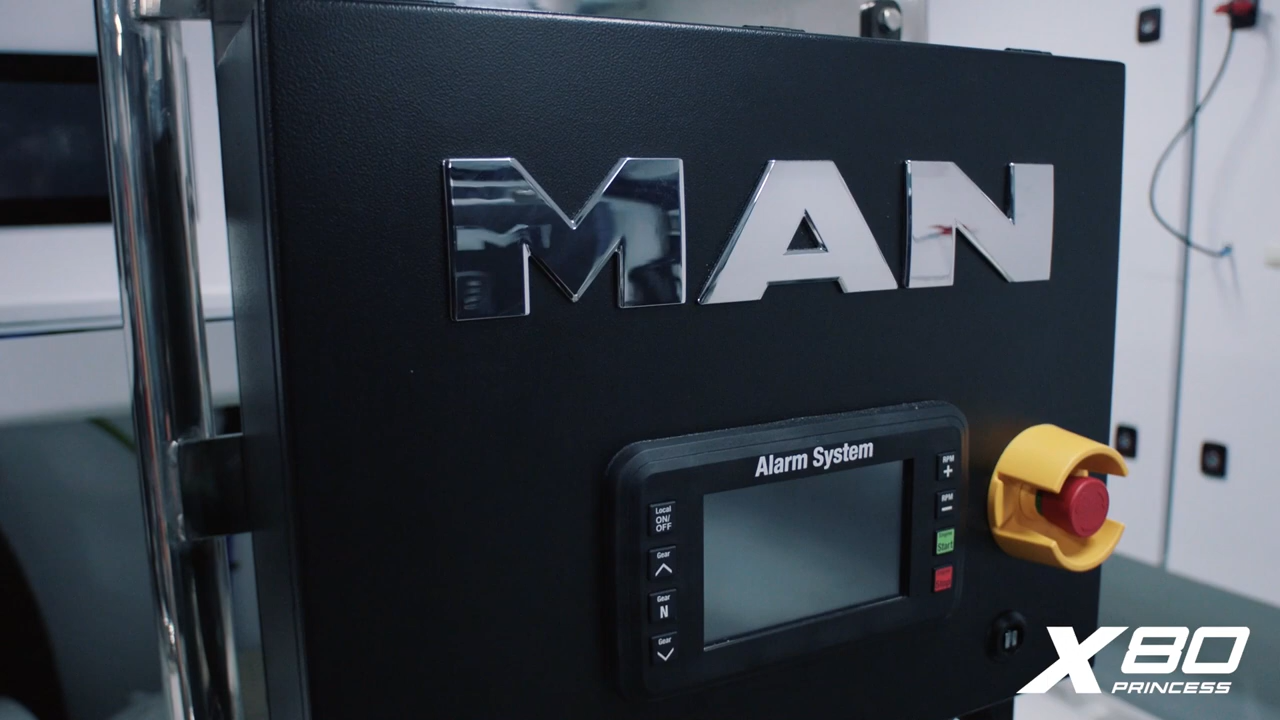 MAN
Alarm System
RPM
+
Local
ON/
OFF
RPM
−
Gear
Start
Gear
N
Gear
X80
PRINCESS